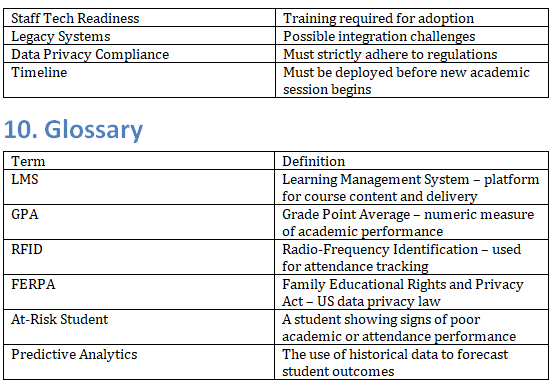 Staff Tech Readiness Training required for adoption
Legacy Systems Possible integration challenges
Data Privacy Compliance Must strictly adhere to regulations
Timeline Must be deployed before new academic
session begins
10. Glossary
Term Definition
LMS Learning Management System – platform
for course content and delivery
GPA Grade Point Average – numeric measure
of academic performance
RFID Radio-Frequency Identification – used
for attendance tracking
FERPA Family Educational Rights and Privacy
Act – US data privacy law
At-Risk Student A student showing signs of poor
academic or attendance performance
Predictive Analytics The use of historical data to forecast
student outcomes